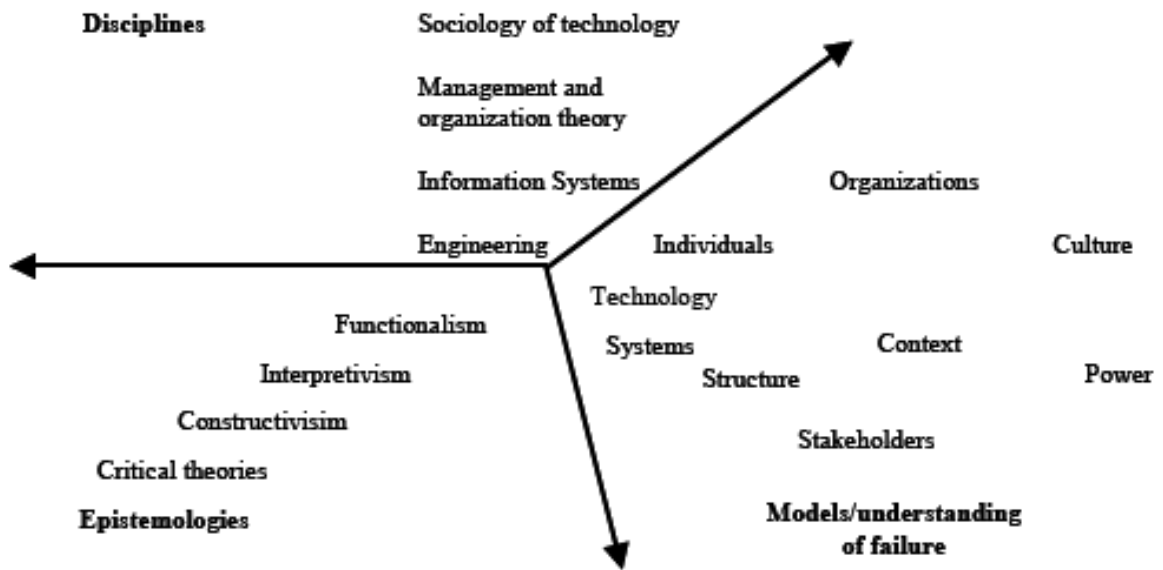 Disciplines
Sociology of technology
Management and
organization theory
Information Systems
Organizations
Engineering
Individuals
Culture
Technology
Functionalism
Systems
Context
Interpretivism
Structure
Power
Constructivisim
Stakeholders
Critical theories
Epistemologies
Models/understanding
of failure